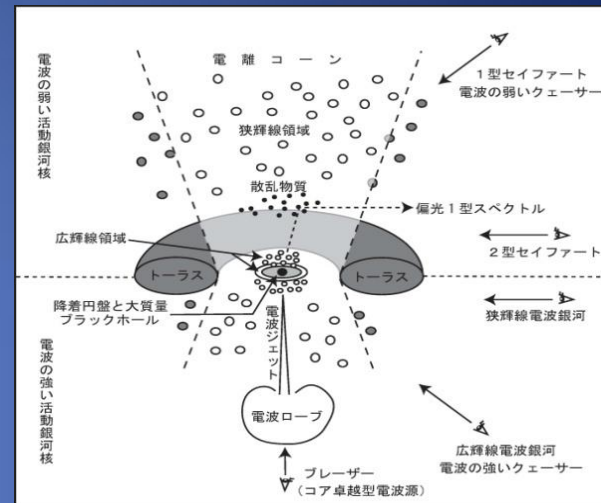 電波の弱い活動銀河核
電離コーン
1型セイファート
電波の弱いクェーサー
狭輝線領域
散乱物質
偏光1型スペクトル
広輝線領域
2型セイファート
トーラス
トーラス
降着円盤と大質量
ブラックホール
狭輝線電波銀河
電波の強い活動銀河核
電波ジェット
電波ローブ
広輝線電波銀河
電波の強いクェーサー
ブレーザー
(コア卓越型電波源)